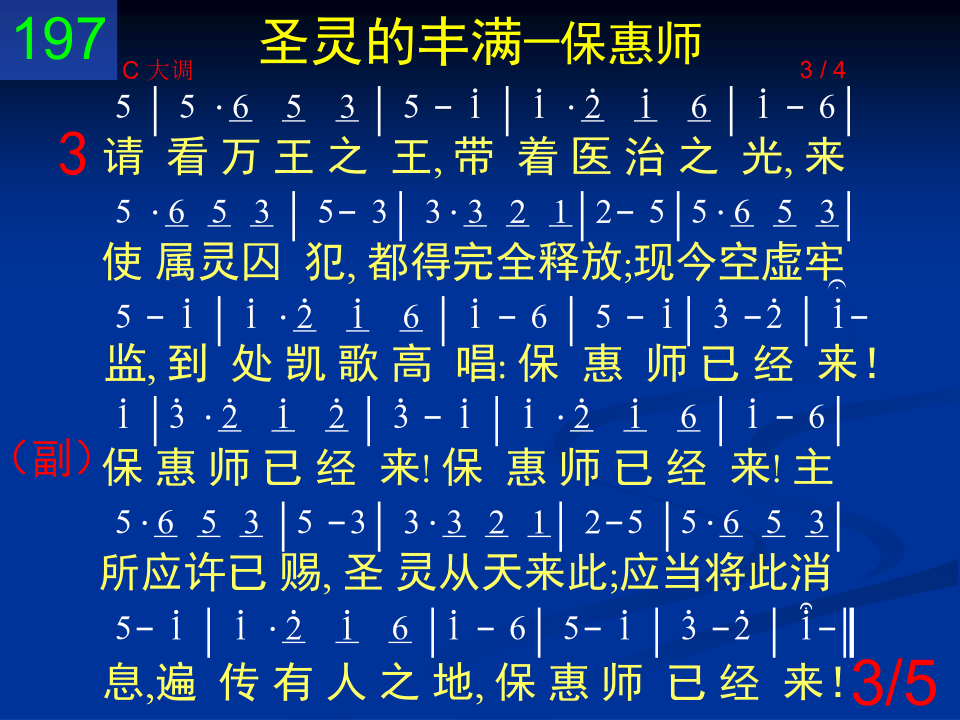 197 圣灵的丰满—保惠师
C 大调 3 / 4
5 | 5 · 6 5 3 | 5 – i̇ | i̇ · 2̇ i̇ 6 | i̇ – 6 |
3 请 看 万 王 之 王, 带 着 医 治 之 光, 来
5 · 6 5 3 | 5 – 3 | 3 · 3 2 1 | 2 – 5 | 5 · 6 5 3 |
使 属灵囚 犯, 都得完全释放;现今空虚牢
5 – i̇ | i̇ · 2̇ i̇ 6 | i̇ – 6 | 5 – i̇ | 3̇ – 2̇ | i̇ –
监, 到 处 凯 歌 高 唱: 保 惠 师 已 经 来 !
i̇ | 3̇ · 2̇ i̇ 2̇ | 3̇ – i̇ | i̇ · 2̇ i̇ 6 | i̇ – 6 |
（副）保 惠 师 已 经 来! 保 惠 师 已 经 来! 主
5 · 6 5 3 | 5 – 3 | 3 · 3 2 1 | 2 – 5 | 5 · 6 5 3 |
所应许已 赐, 圣 灵从天来此;应当将此消
5 – i̇ | i̇ · 2̇ i̇ 6 | i̇ – 6 | 5 – i̇ | 3̇ – 2̇ | i̇ – ‖
息,遍 传 有 人 之 地, 保 惠 师 已 经 来 !
3/5